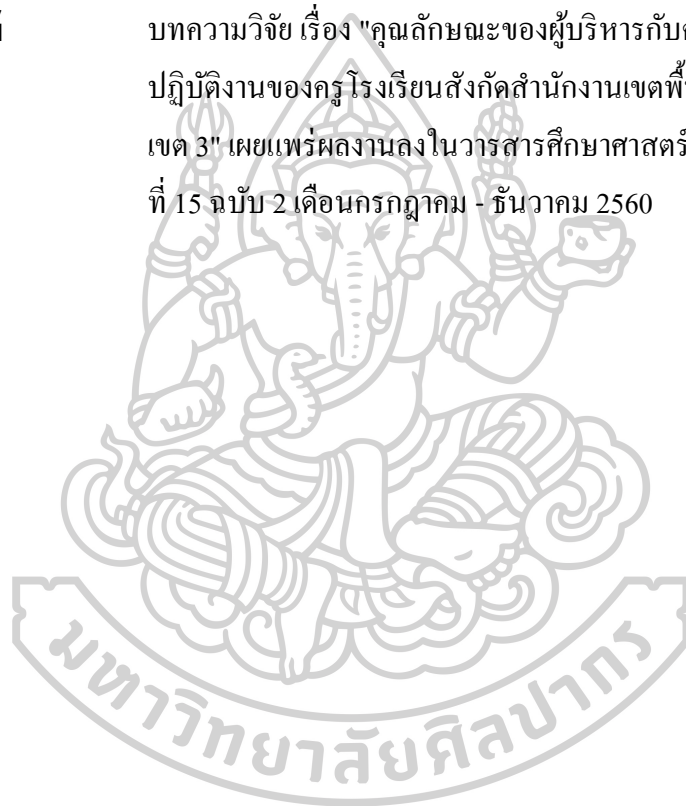 บทความวิจัย เรื่อง "คุณลักษณะของผู้บริหารกับ
ปฏิบัติงานของครูโรงเรียนสังกัดสำนักงานเขตพื้
เขต 3" เผยแพร่ผลงานลงในวารสารศึกษาศาสตร์
ที่ 15 ฉบับ 2 เดือนกรกฎาคม - ธันวาคม 2560
มหาวิทยาลัยศิลปากร